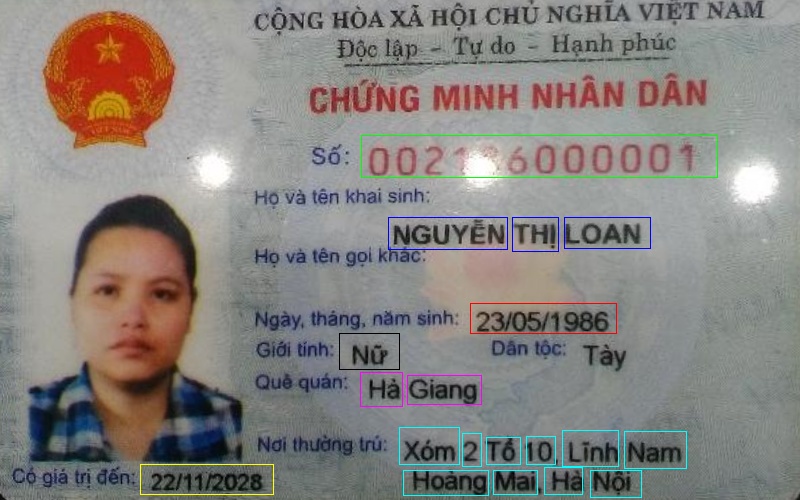 CỘNG HÒA XÃ HỘI CHỦ NGHĨA VIỆT NAM
Độc lập - Tự do - Hạnh phúc
CHỨNG MINH NHÂN DÂN
Số: 002186000001
Họ và tên khai sinh:
NGUYỄN THỊ LOAN
Họ và tên gọi khác:
Ngày, tháng, năm sinh: 23/05/1986
Giới tính: Nữ Dân tộc: Tày
Quê quán: Hà Giang
Nơi thường trú: Xóm 2 Tổ 10, Lĩnh Nam
Hoàng Mai, Hà Nội
Có giá trị đến: 22/11/2028